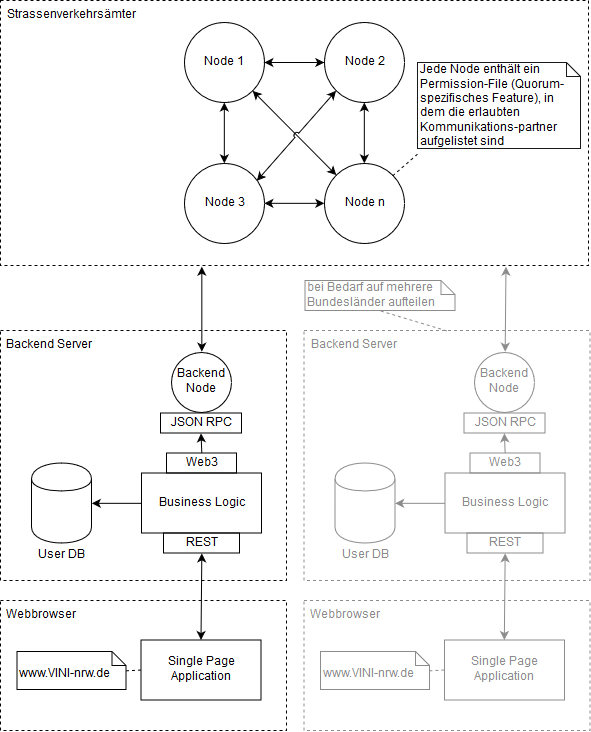 Strassenverkehrsämter
Node 1
Node 2
Jede Node enthält ein
Permission-File (Quorum-
spezifisches Feature), in
dem die erlaubten
Kommunikations-partner
aufgelistet sind
Node 3
Node n
bei Bedarf auf mehrere
Bundesländer aufteilen
Backend Server
Backend
Node
JSON RPC
Web3
Business Logic
User DB
REST
Backend Server
Backend
Node
JSON RPC
Web3
Business Logic
User DB
REST
Webbrowser
www.VINI-nrw.de
Single Page
Application
Webbrowser
www.VINI-nrw.de
Single Page
Application